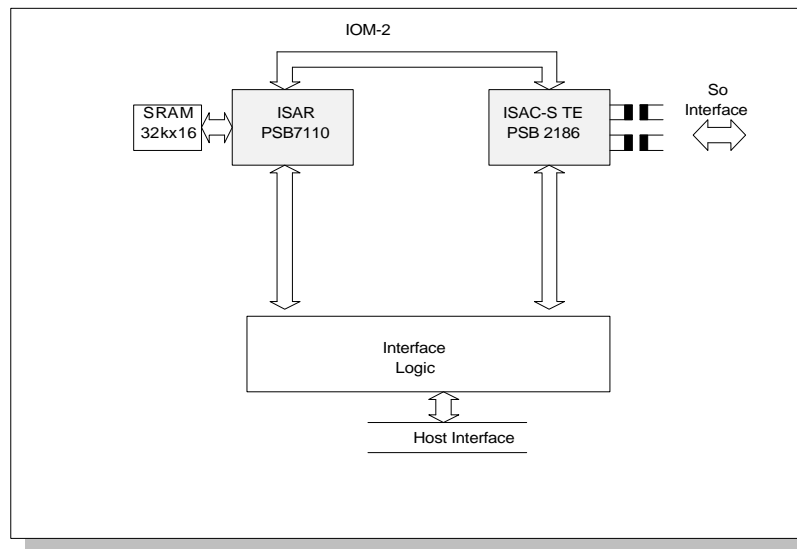 IOM-2
SRAM
32kx16
ISAR
PSB7110
ISAC-S TE
PSB 2186
So
Interface
Interface
Logic
Host Interface